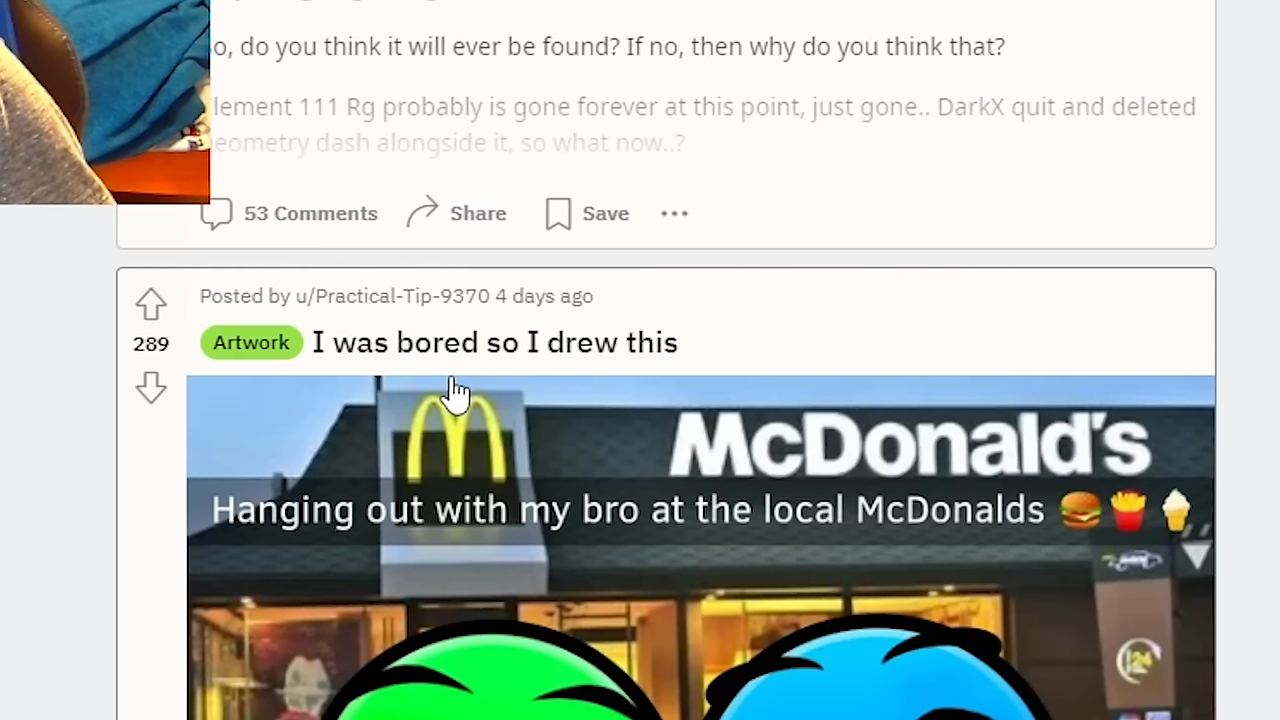 do you think it will ever be found? If no, then why do you think that?
111 Rg probably is gone forever at this point, just gone.. DarkX quit and deleted
dash alongside it, so what now..?
53 Comments Share Save
Posted by u/Practical-Tip-9370 4 days ago
289
Artwork I was bored so I drew this
McDonald's
Hanging out with my bro at the local McDonalds 🍔 🍟 🍦
24